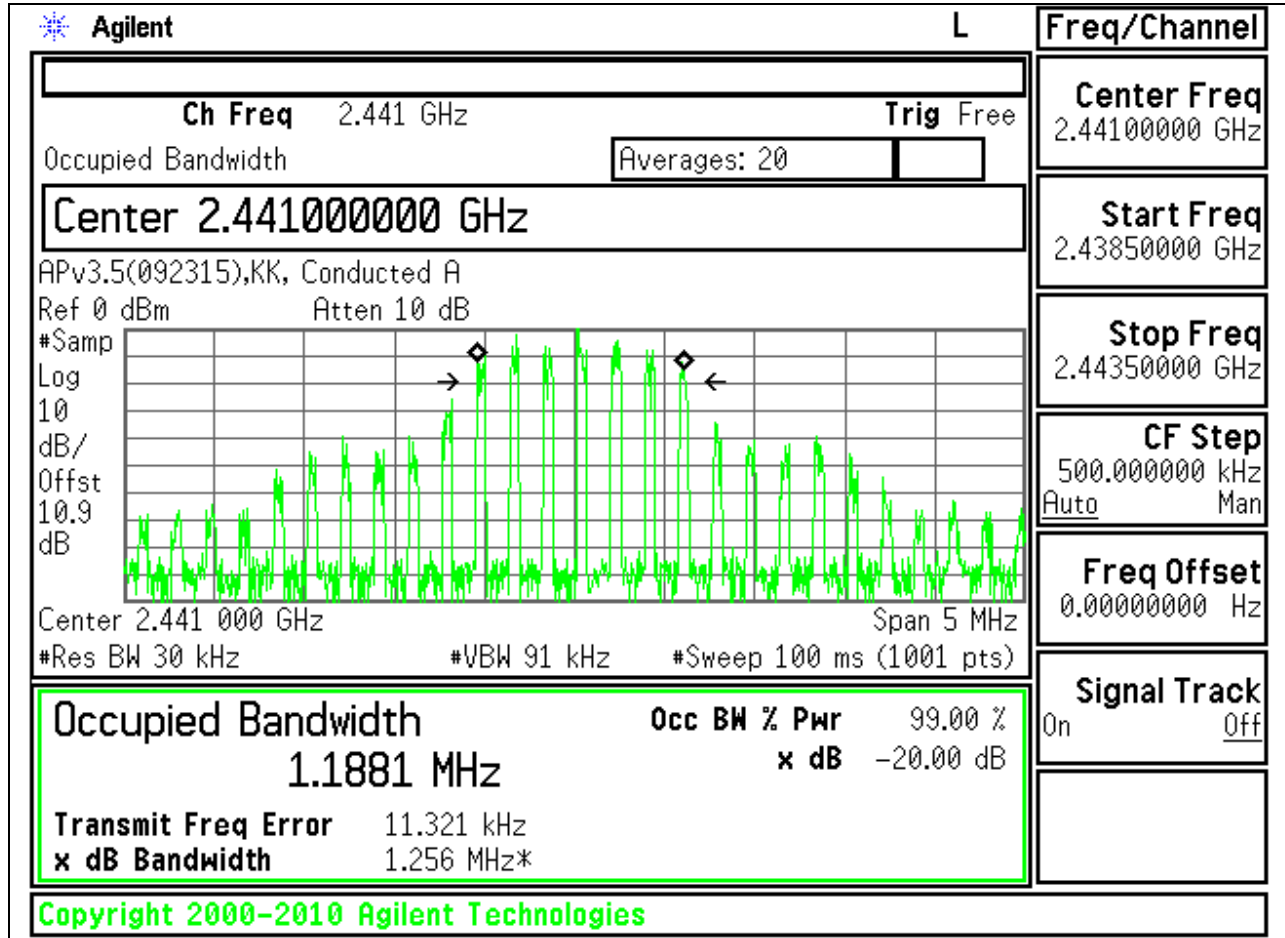 Agilent
L
Freq/Channel
Ch Freq 2.441 GHz
Trig Free
Occupied Bandwidth
Averages: 20
Center 2.441000000 GHz
APv3.5(092315),KK, Conducted A
Ref 0 dBm
Atten 10 dB
#Samp
Log
10
dB/
Offst
10.9
dB
Center 2.441 000 GHz
Span 5 MHz
#Res BW 30 kHz
#VBW 91 kHz
#Sweep 100 ms (1001 pts)
Occupied Bandwidth
1.1881 MHz
Occ BW % Pwr 99.00 %
x dB -20.00 dB
Transmit Freq Error 11.321 kHz
x dB Bandwidth 1.256 MHz*
Center Freq
2.44100000 GHz
Start Freq
2.43850000 GHz
Stop Freq
2.44350000 GHz
CF Step
500.000000 kHz
Auto Man
Freq Offset
0.00000000 Hz
Signal Track
On Off
Copyright 2000-2010 Agilent Technologies